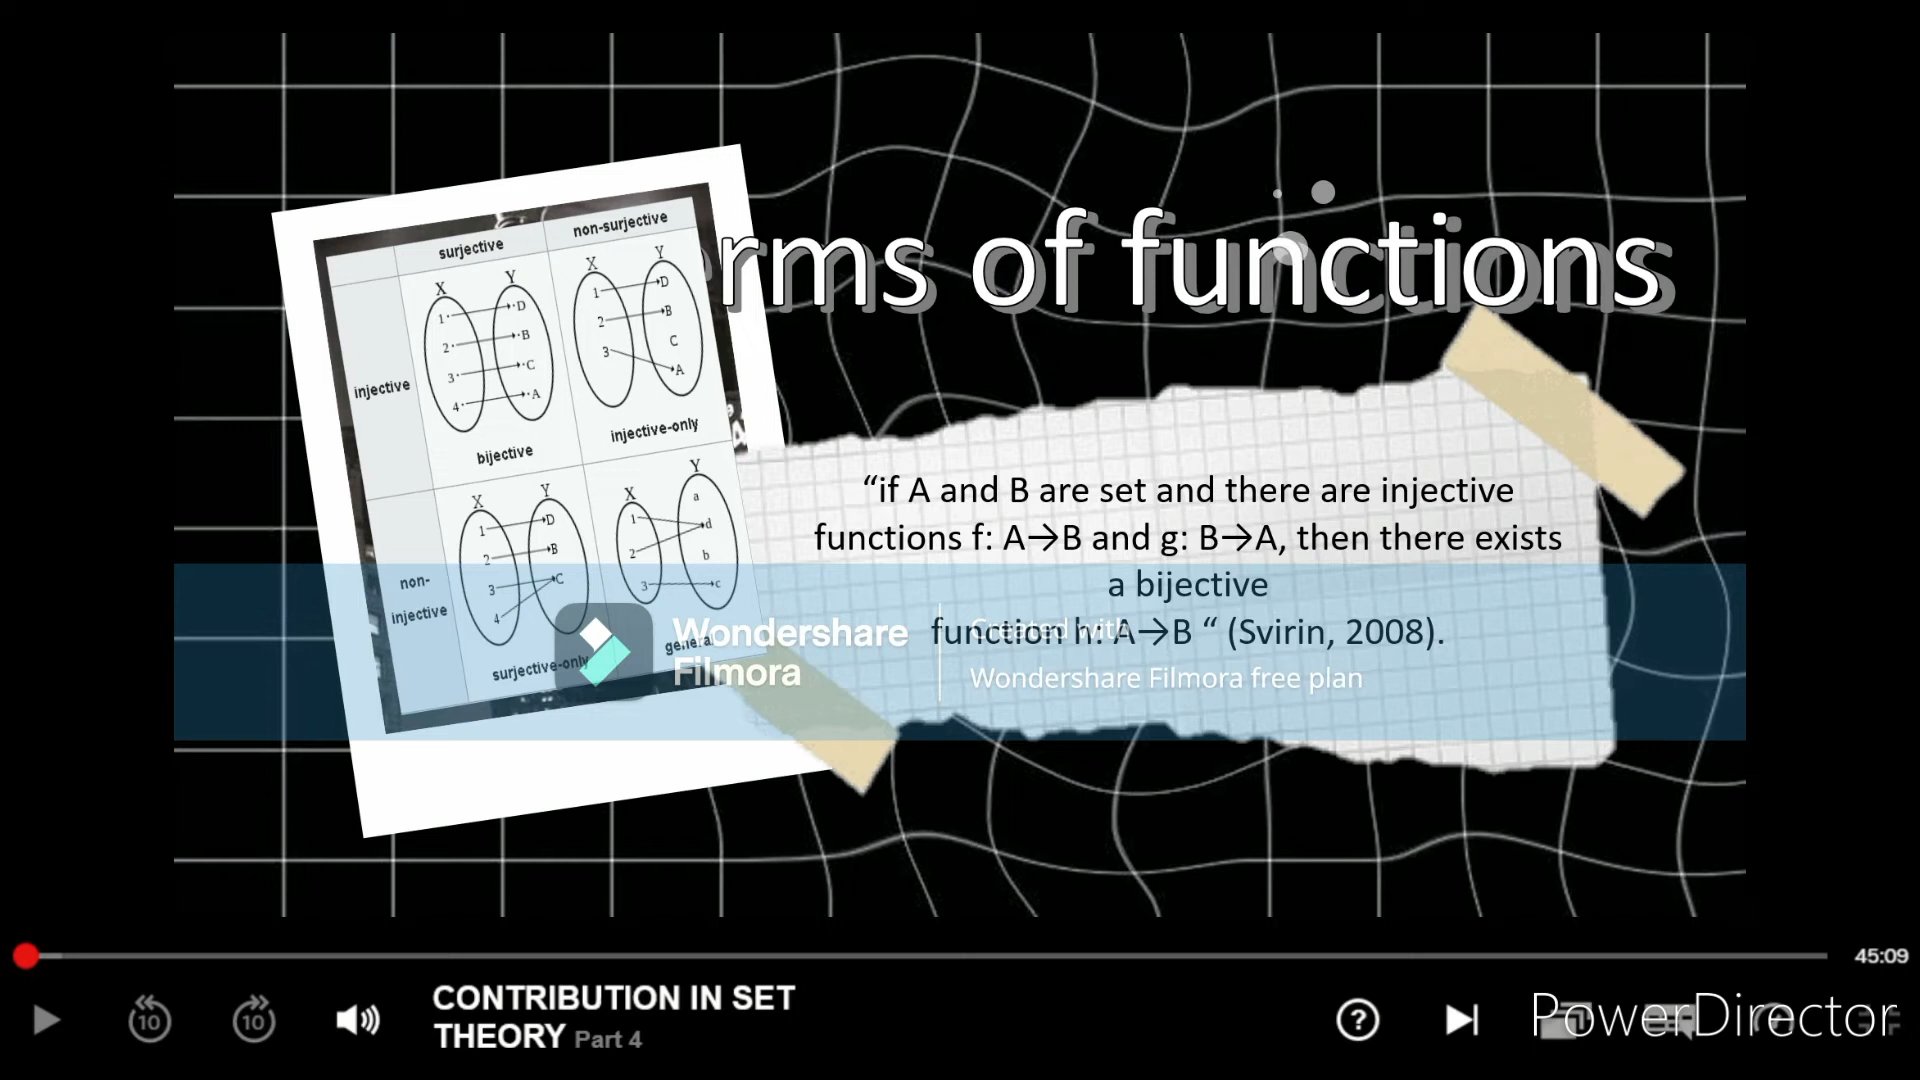 rms of functions
surjective
non-surjective
injective
X Y
1 D
2 B
3 C
4 A
bijective
X Y
1 D
2 B
C
3 A
injective-only
non-
injective
X Y
1 D
2 B
3 C
4
surjective-only
X Y
a
1 d
2 b
3 c
general
“if A and B are set and there are injective
functions f: A→B and g: B→A, then there exists
a bijective
function h: A→B “ (Svirin, 2008).
Wondershare
Filmora
Created with
Wondershare Filmora free plan
45:09
10
10
CONTRIBUTION IN SET
THEORY Part 4
?
PowerDirector